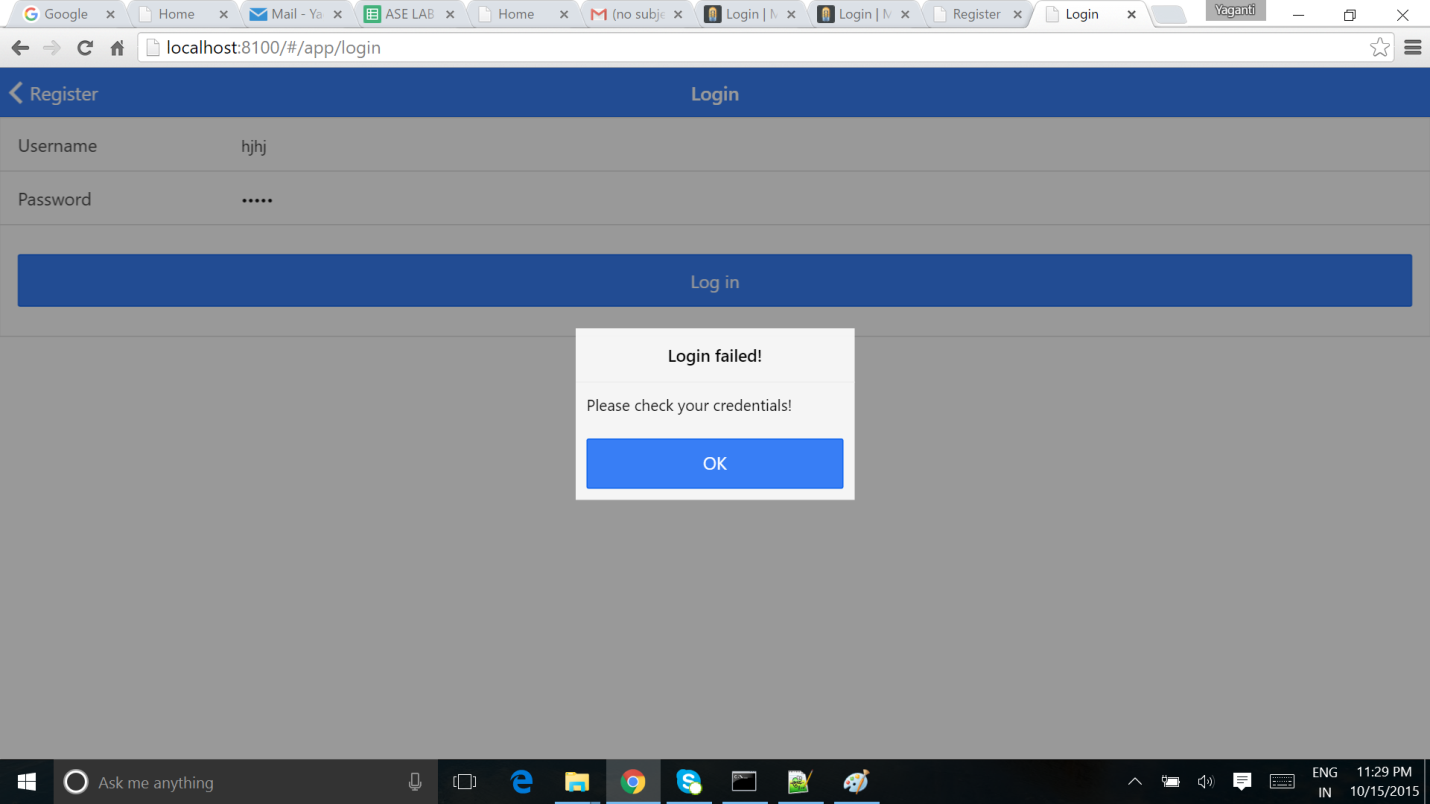 Google Home Mail - Ya ASE LAB Home (no subje Login | M Login | M Register Login Yaganti
localhost:8100/#/app/login
Register Login
Username hjhj
Password •••••
Log in
Login failed!
Please check your credentials!
OK
Ask me anything
ENG 11:29 PM
IN 10/15/2015